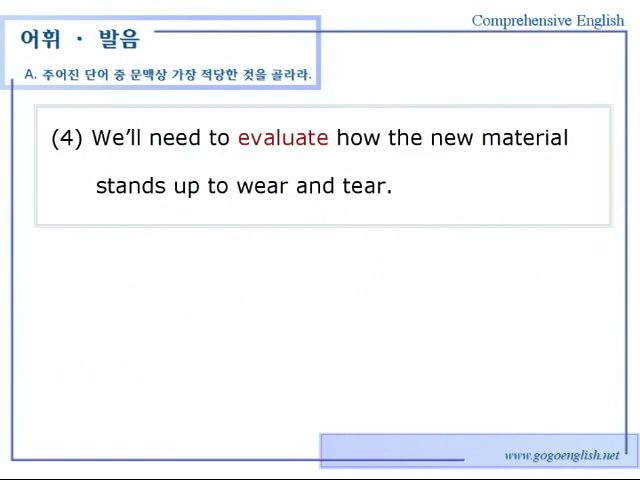 Comprehensive English
어휘 · 발음
A. 주어진 단어 중 문맥상 가장 적당한 것을 골라라.
(4) We’ll need to evaluate how the new material
stands up to wear and tear.
www.gogoenglish.net